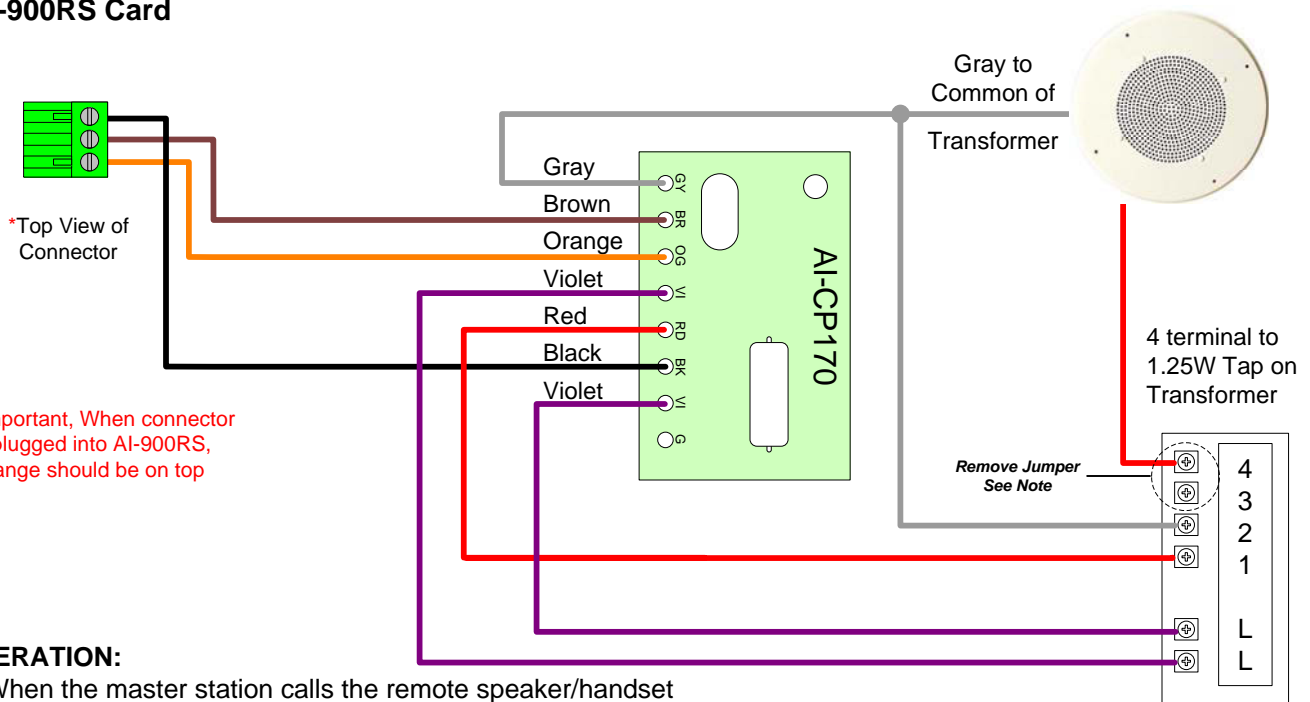 -900RS Card
Gray to
Common of
Transformer
*Top View of
Connector
Gray
Brown
Orange
Violet
Red
Black
Violet
GY
BR
OG
VI
RD
BK
VI
G
AI-CP170
4 terminal to
1.25W Tap on
Transformer
portant, When connector
plugged into AI-900RS,
ange should be on top
Remove Jumper
See Note
4
3
2
1
L
L
ERATION:
When the master station calls the remote speaker/handset